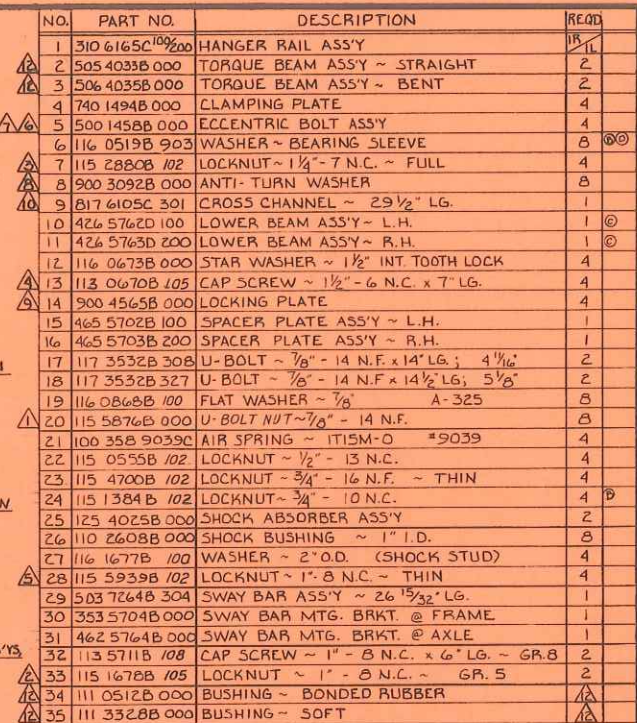 NO. PART NO. DESCRIPTION REQD
1 310 6165C 100/200 HANGER RAIL ASS'Y 1R/1L
12 2 505 4033B 000 TORQUE BEAM ASS'Y ~ STRAIGHT 2
12 3 506 4035B 000 TORQUE BEAM ASS'Y ~ BENT 2
4 740 1494B 000 CLAMPING PLATE 4
7 6 5 500 1458B 000 ECCENTRIC BOLT ASS'Y 4
6 116 0519B 903 WASHER ~ BEARING SLEEVE 8 B D
3 7 115 2880B 102 LOCKNUT ~ 1 1/4" - 7 N.C. ~ FULL 4
8 8 900 3092B 000 ANTI-TURN WASHER 8
10 9 817 6105C 301 CROSS CHANNEL ~ 29 1/2" LG. 1
10 426 5762D 100 LOWER BEAM ASS'Y ~ L.H. 1 C
11 426 5763D 200 LOWER BEAM ASS'Y ~ R.H. 1 C
12 116 0673B 000 STAR WASHER ~ 1 1/2" INT. TOOTH LOCK 4
4 13 113 0670B 105 CAP SCREW ~ 1 1/2" - 6 N.C. x 7" LG. 4
9 14 900 4565B 000 LOCKING PLATE 4
15 465 5702B 100 SPACER PLATE ASS'Y ~ L.H. 1
16 465 5703B 200 SPACER PLATE ASS'Y ~ R.H. 1
17 117 3532B 308 U-BOLT ~ 7/8" - 14 N.F. x 14" LG; 4 11/16" 2
18 117 3532B 327 U-BOLT ~ 7/8" - 14 N.F x 14 1/2" LG; 5 1/8" 2
19 116 0868B 100 FLAT WASHER ~ 7/8" A-325 8
1 20 115 5876B 000 U-BOLT NUT ~ 7/8" - 14 N.F. 8
21 100 358 9039C AIR SPRING ~ 1T15M-0 #9039 4
22 115 0555B 102 LOCKNUT ~ 1/2" - 13 N.C. 4
23 115 4700B 102 LOCKNUT ~ 3/4" - 16 N.F. ~ THIN 4
24 115 1384B 102 LOCKNUT ~ 3/4" - 10 N.C. 4 B
25 125 4025B 000 SHOCK ABSORBER ASS'Y 2
26 110 2608B 000 SHOCK BUSHING ~ 1" I.D. 8
27 116 1677B 100 WASHER ~ 2" O.D. (SHOCK STUD) 4
5 28 115 5939B 102 LOCKNUT ~ 1" - 8 N.C. ~ THIN 4
29 503 7264B 304 SWAY BAR ASS'Y ~ 26 15/32" LG. 1
30 353 5704B 000 SWAY BAR MTG. BRKT. @ FRAME 1
31 462 5764B 000 SWAY BAR MTG. BRKT. @ AXLE 1
32 113 5711B 108 CAP SCREW ~ 1" - 8 N.C. x 6" LG. ~ GR.8 2
2 33 115 1678B 105 LOCKNUT ~ 1" - 8 N.C. ~ GR. 5 2
12 34 111 0512B 000 BUSHING ~ BONDED RUBBER 12
12 35 111 3328B 000 BUSHING ~ SOFT 12